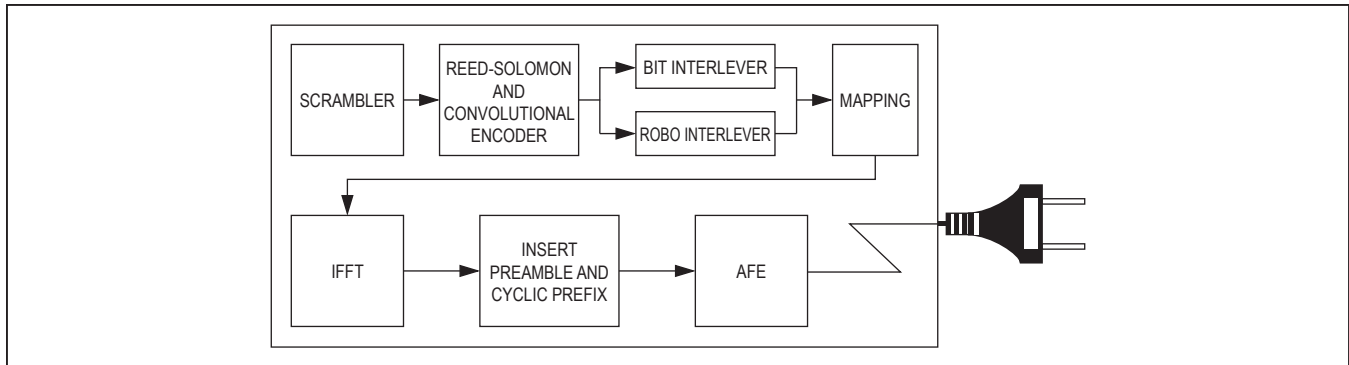 SCRAMBLER
REED-SOLOMON
AND
CONVOLUTIONAL
ENCODER
BIT INTERLEVER
ROBO INTERLEVER
MAPPING
IFFT
INSERT
PREAMBLE AND
CYCLIC PREFIX
AFE